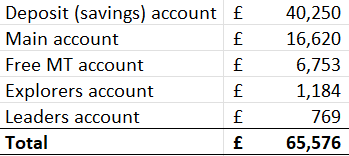 Deposit (savings) account £ 40,250
Main account £ 16,620
Free MT account £ 6,753
Explorers account £ 1,184
Leaders account £ 769
Total £ 65,576